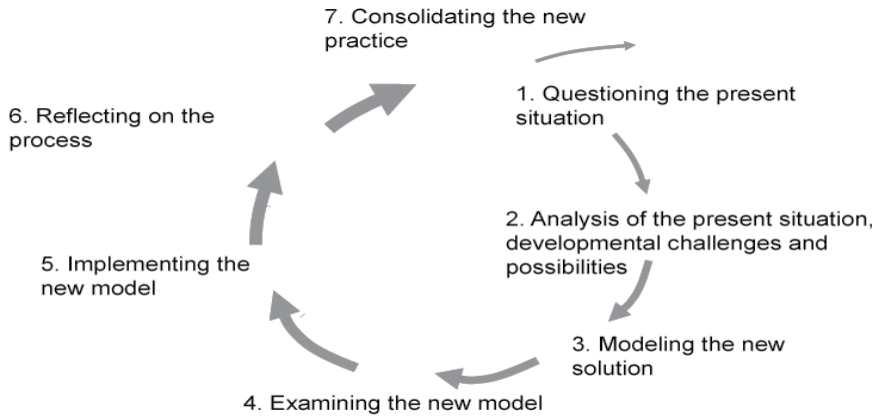 7. Consolidating the new
practice
1. Questioning the present
situation
2. Analysis of the present situation,
developmental challenges and
possibilities
3. Modeling the new
solution
4. Examining the new model
5. Implementing the
new model
6. Reflecting on the
process